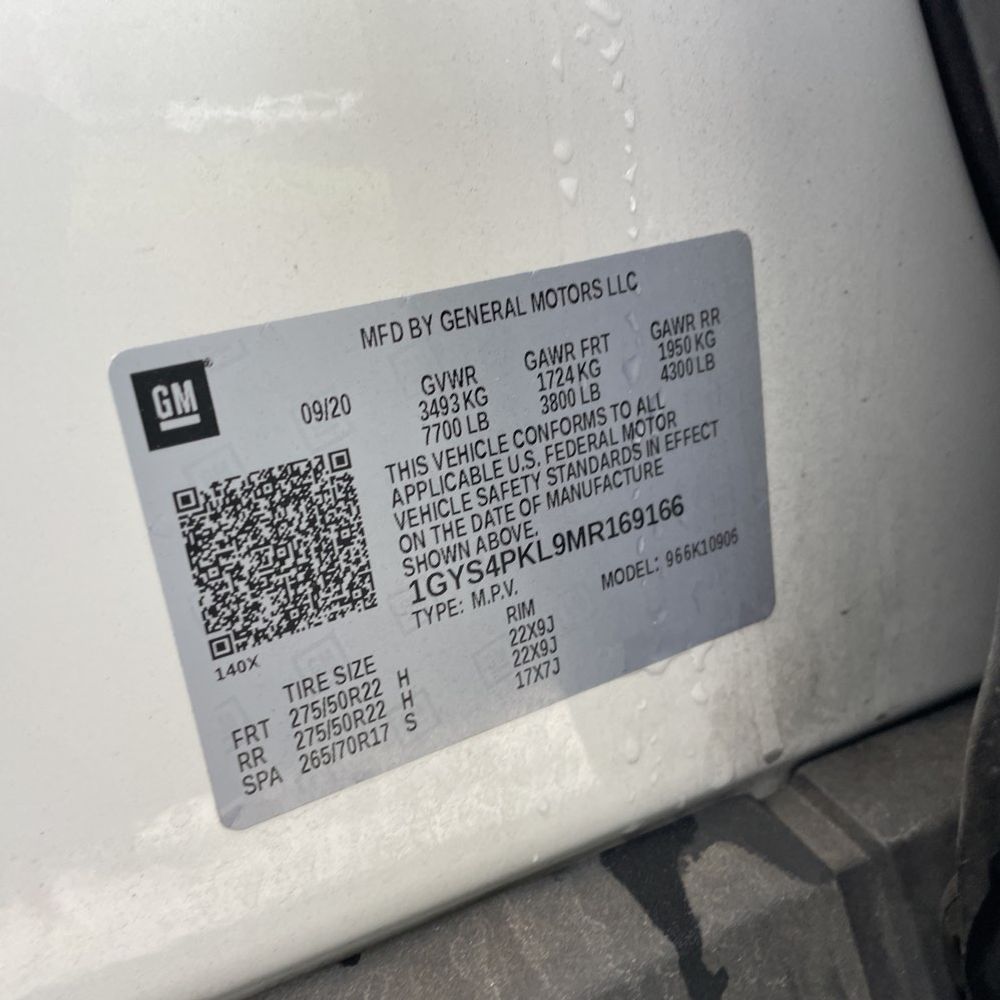 MFD BY GENERAL MOTORS LLC
GM
09/20
GVWR GAWR FRT GAWR RR
3493 KG 1724 KG 1950 KG
7700 LB 3800 LB 4300 LB
THIS VEHICLE CONFORMS TO ALL
APPLICABLE U.S. FEDERAL MOTOR
VEHICLE SAFETY STANDARDS IN EFFECT
ON THE DATE OF MANUFACTURE
SHOWN ABOVE.
1GYS4PKL9MR169166
TYPE: M.P.V. MODEL: 966K10906
140X
TIRE SIZE RIM
FRT 275/50R22 H 22X9J
RR 275/50R22 H 22X9J
SPA 265/70R17 S 17X7J